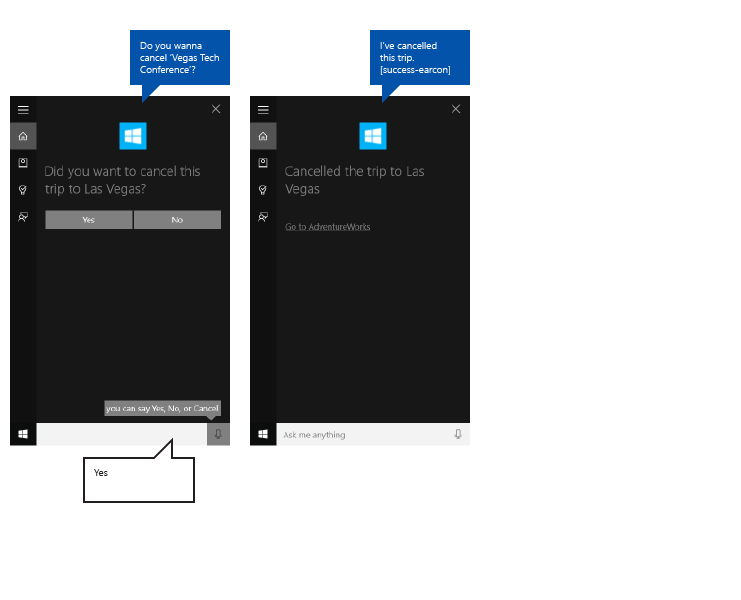 Do you wanna
cancel 'Vegas Tech
Conference'?
Did you want to cancel this
trip to Las Vegas?
Yes
No
you can say Yes, No, or Cancel
Yes
I've cancelled
this trip.
[success-earcon]
Cancelled the trip to Las
Vegas
Go to AdventureWorks
Ask me anything